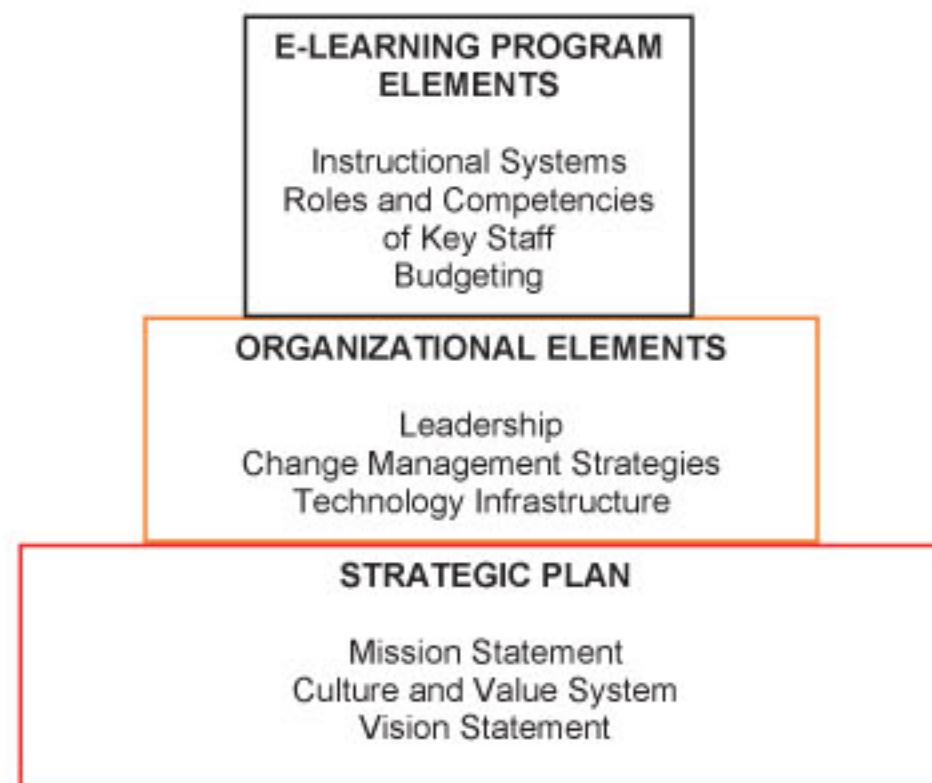 E-LEARNING PROGRAM
ELEMENTS
Instructional Systems
Roles and Competencies
of Key Staff
Budgeting
ORGANIZATIONAL ELEMENTS
Leadership
Change Management Strategies
Technology Infrastructure
STRATEGIC PLAN
Mission Statement
Culture and Value System
Vision Statement